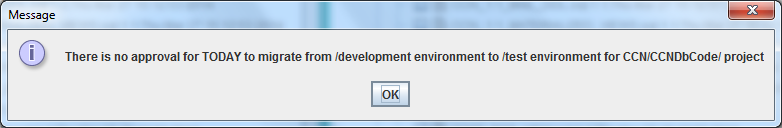 Message
There is no approval for TODAY to migrate from /development environment to /test environment for CCN/CCNDbCode/ project
OK